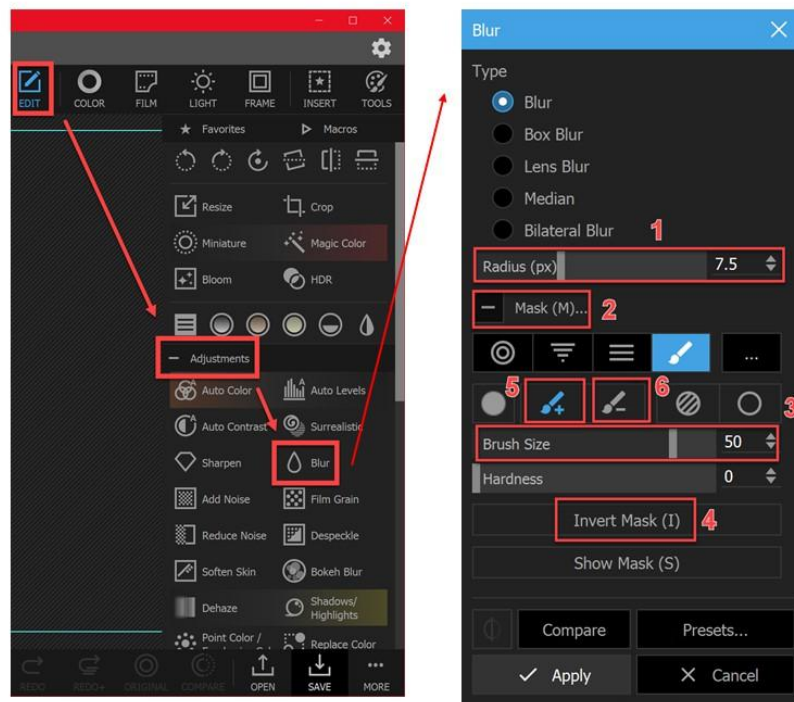 EDIT COLOR FILM LIGHT FRAME INSERT TOOLS
Favorites Macros
Resize Crop
Miniature Magic Color
Bloom HDR
Adjustments
Auto Color Auto Levels
Auto Contrast Surrealistic
Sharpen Blur
Add Noise Film Grain
Reduce Noise Despeckle
Soften Skin Bokeh Blur
Dehaze Shadows/
Highlights
Point Color / Replace Color
REDO REDO+ ORIGINAL COMPARE OPEN SAVE MORE
Blur
Type
Blur
Box Blur
Lens Blur
Median
Bilateral Blur 1
Radius (px) 7.5
Mask (M)... 2
...
5 6 3
Brush Size 50
Hardness 0
Invert Mask (I) 4
Show Mask (S)
Compare Presets...
Apply Cancel